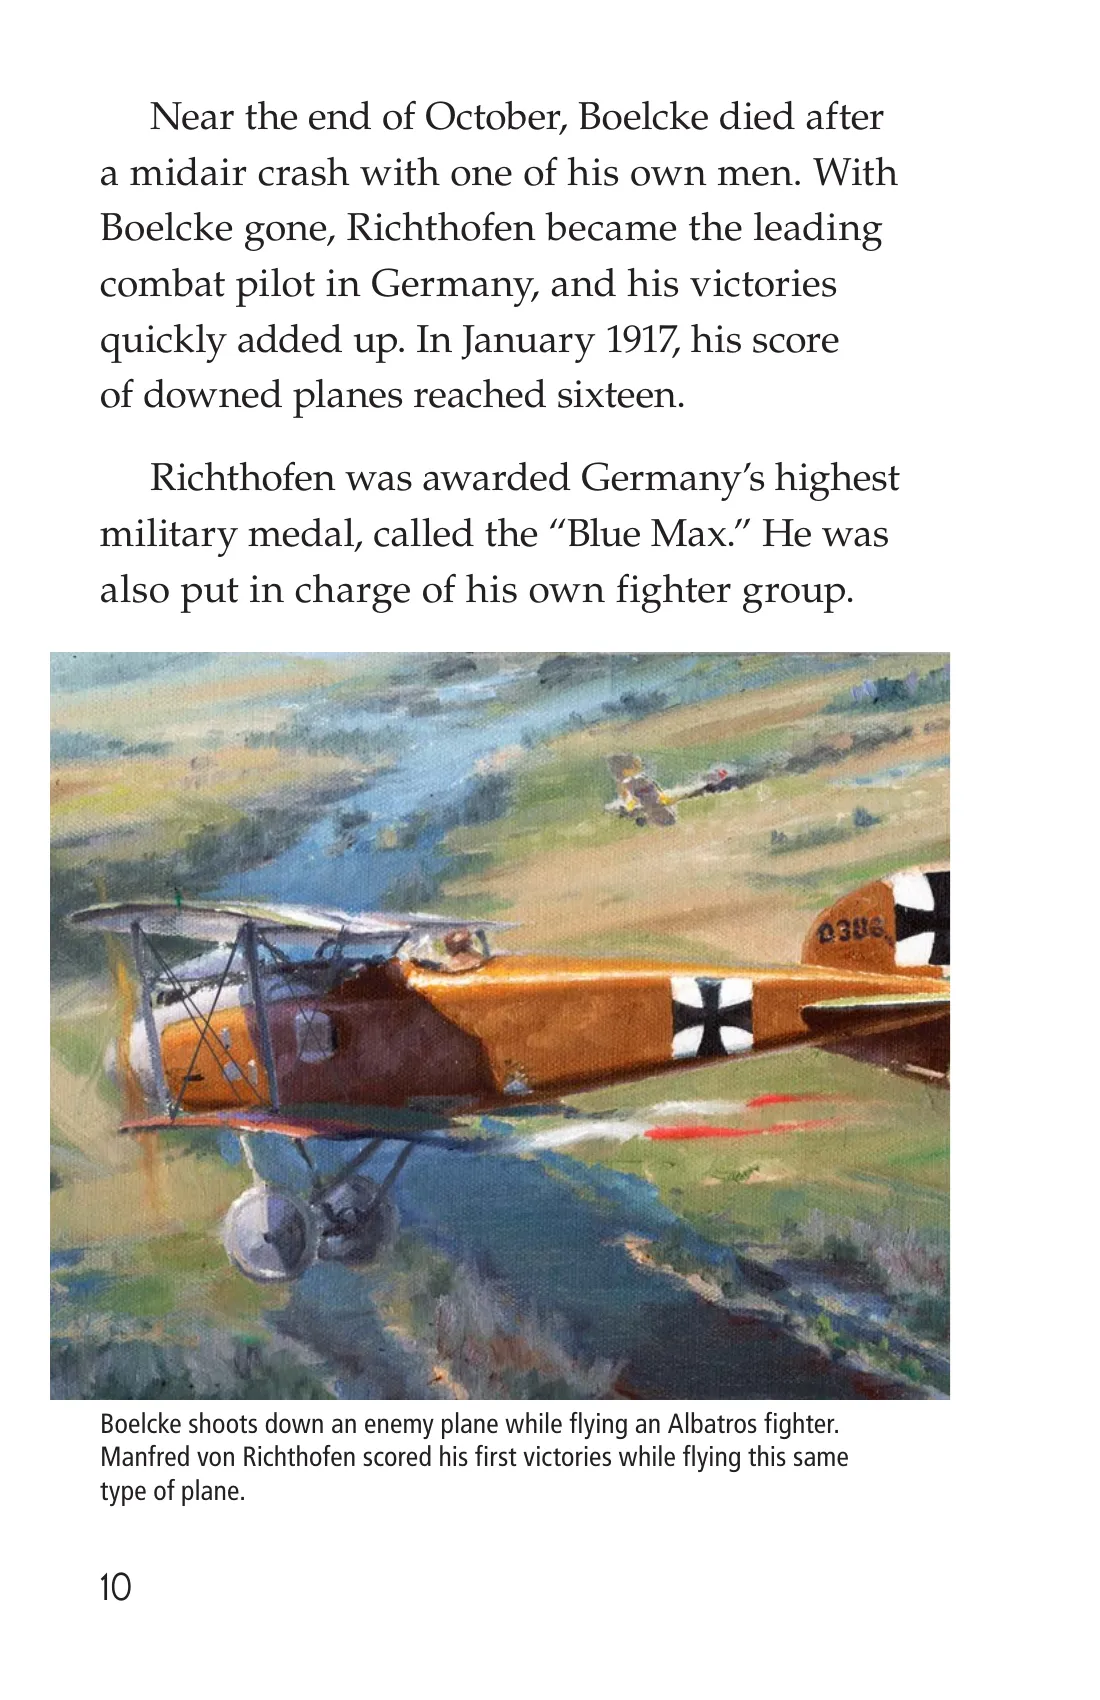 Near the end of October, Boelcke died after
a midair crash with one of his own men. With
Boelcke gone, Richthofen became the leading
combat pilot in Germany, and his victories
quickly added up. In January 1917, his score
of downed planes reached sixteen.
Richthofen was awarded Germany’s highest
military medal, called the “Blue Max.” He was
also put in charge of his own fighter group.
Boelcke shoots down an enemy plane while flying an Albatros fighter.
Manfred von Richthofen scored his first victories while flying this same
type of plane.
10